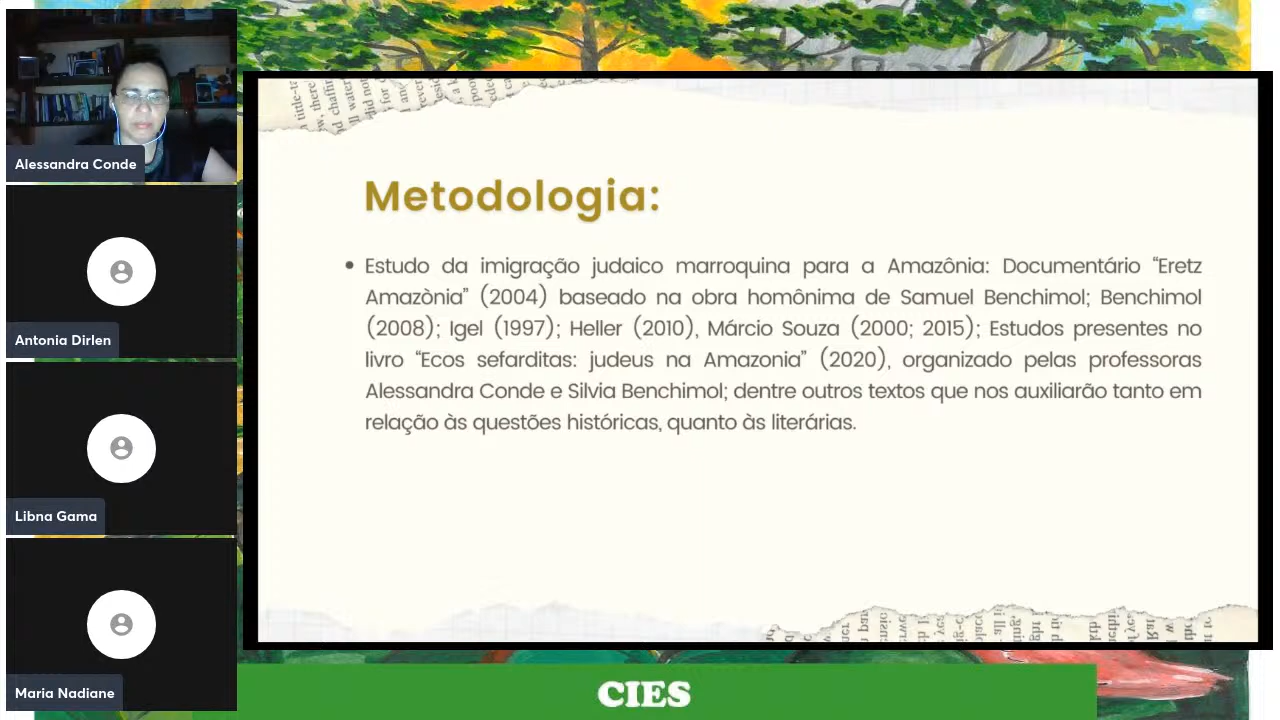 Alessandra Conde
Antonia Dirlen
Libna Gama
Maria Nadiane
Metodologia:
• Estudo da imigração judaico marroquina para a Amazônia: Documentário “Eretz
Amazònia” (2004) baseado na obra homônima de Samuel Benchimol; Benchimol
(2008); Igel (1997); Heller (2010), Márcio Souza (2000; 2015); Estudos presentes no
livro “Ecos sefarditas: judeus na Amazonia” (2020), organizado pelas professoras
Alessandra Conde e Silvia Benchimol; dentre outros textos que nos auxiliarão tanto em
relação às questões históricas, quanto às literárias.
CIES